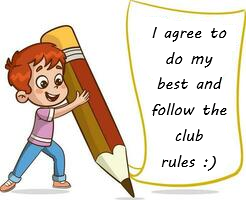 I agree to
do my
best and
follow the
club
rules :)